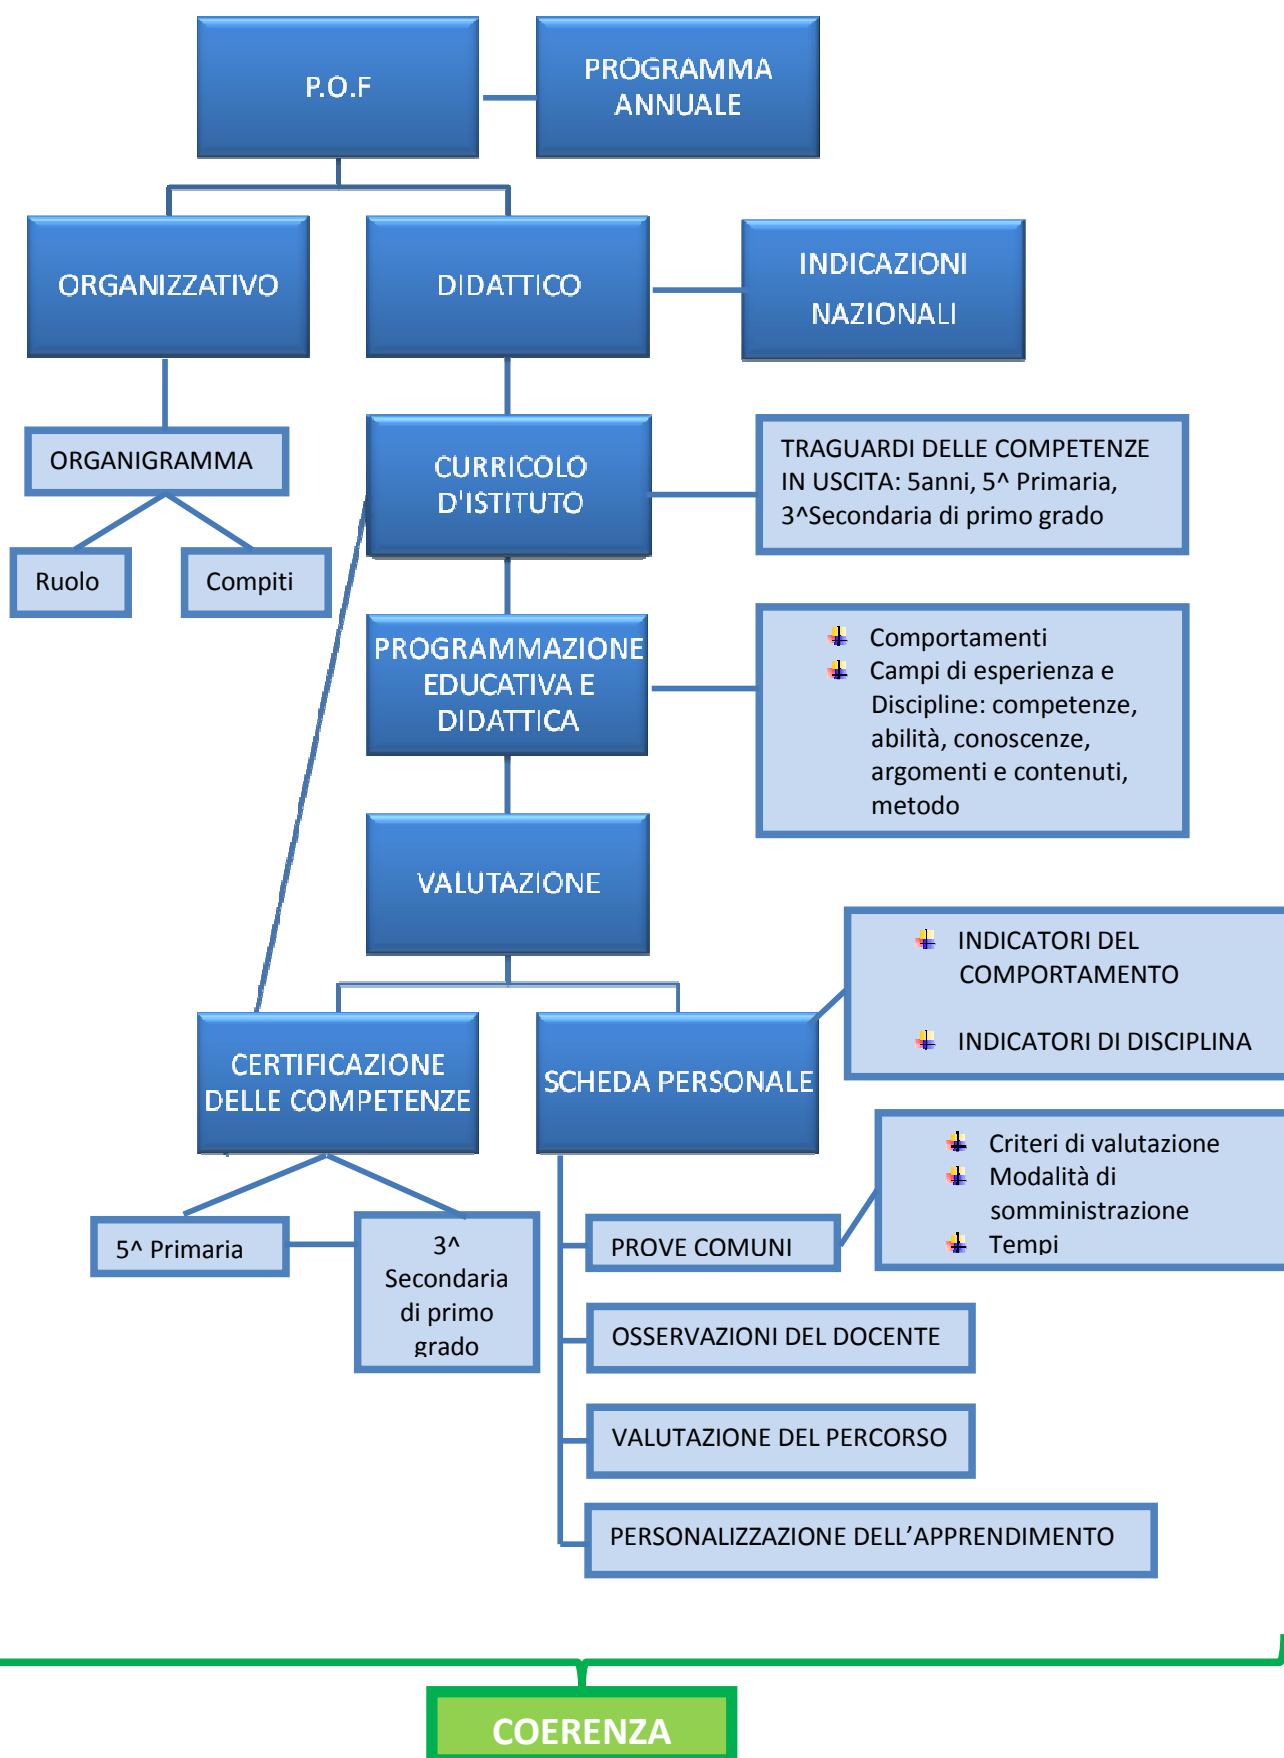 P.O.F
PROGRAMMA
ANNUALE
ORGANIZZATIVO
DIDATTICO
INDICAZIONI
NAZIONALI
ORGANIGRAMMA
Ruolo
Compiti
CURRICOLO
D'ISTITUTO
TRAGUARDI DELLE COMPETENZE
IN USCITA: 5anni, 5^ Primaria,
3^Secondaria di primo grado
PROGRAMMAZIONE
EDUCATIVA E
DIDATTICA
Comportamenti
Campi di esperienza e
Discipline: competenze,
abilità, conoscenze,
argomenti e contenuti,
metodo
VALUTAZIONE
CERTIFICAZIONE
DELLE COMPETENZE
SCHEDA PERSONALE
INDICATORI DEL
COMPORTAMENTO
INDICATORI DI DISCIPLINA
5^ Primaria
3^
Secondaria
di primo
grado
PROVE COMUNI
Criteri di valutazione
Modalità di
somministrazione
Tempi
OSSERVAZIONI DEL DOCENTE
VALUTAZIONE DEL PERCORSO
PERSONALIZZAZIONE DELL’APPRENDIMENTO
COERENZA